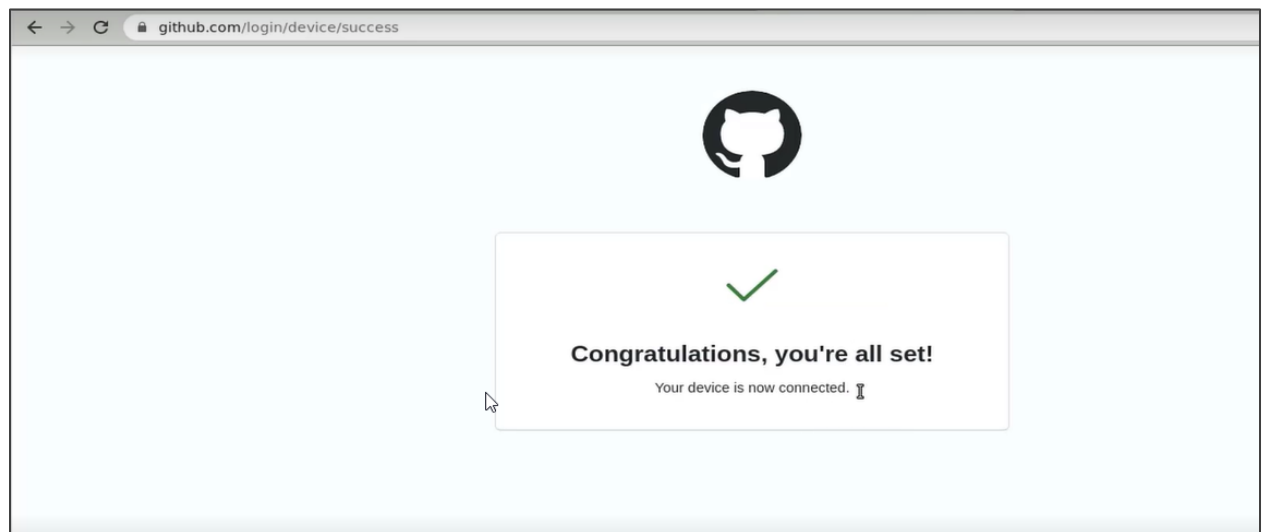 github.com/login/device/success
Congratulations, you're all set!
Your device is now connected.